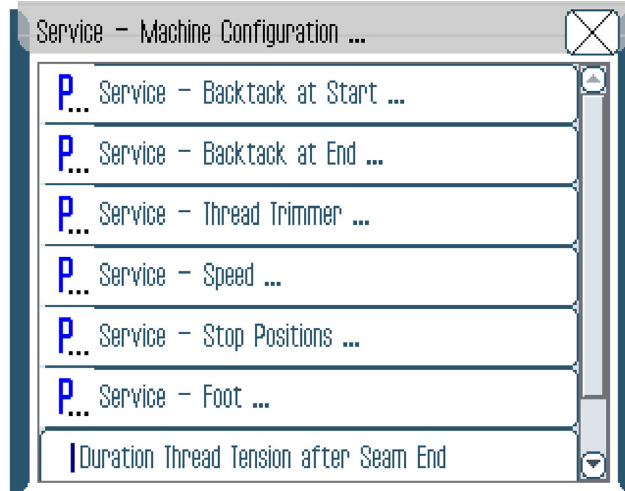 Service - Machine Configuration ...
P... Service - Backtack at Start ...
P... Service - Backtack at End ...
P... Service - Thread Trimmer ...
P... Service - Speed ...
P... Service - Stop Positions ...
P... Service - Foot ...
Duration Thread Tension after Seam End